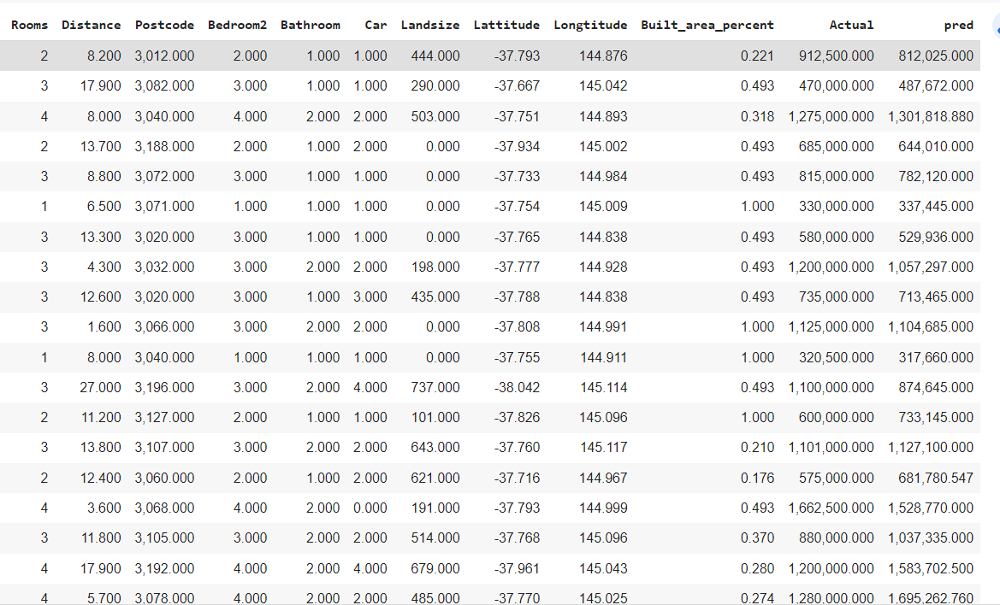 Rooms Distance Postcode Bedroom2 Bathroom Car Landsize Lattitude Longtitude Built_area_percent Actual pred
2 8.200 3,012.000 2.000 1.000 1.000 444.000 -37.793 144.876 0.221 912,500.000 812,025.000
3 17.900 3,082.000 3.000 1.000 1.000 290.000 -37.667 145.042 0.493 470,000.000 487,672.000
4 8.000 3,040.000 4.000 2.000 2.000 503.000 -37.751 144.893 0.318 1,275,000.000 1,301,818.880
2 13.700 3,188.000 2.000 1.000 2.000 0.000 -37.934 145.002 0.493 685,000.000 644,010.000
3 8.800 3,072.000 3.000 1.000 1.000 0.000 -37.733 144.984 0.493 815,000.000 782,120.000
1 6.500 3,071.000 1.000 1.000 1.000 0.000 -37.754 145.009 1.000 330,000.000 337,445.000
3 13.300 3,020.000 3.000 1.000 1.000 0.000 -37.765 144.838 0.493 580,000.000 529,936.000
3 4.300 3,032.000 3.000 2.000 2.000 198.000 -37.777 144.928 0.493 1,200,000.000 1,057,297.000
3 12.600 3,020.000 3.000 1.000 3.000 435.000 -37.788 144.838 0.493 735,000.000 713,465.000
3 1.600 3,066.000 3.000 2.000 2.000 0.000 -37.808 144.991 1.000 1,125,000.000 1,104,685.000
1 8.000 3,040.000 1.000 1.000 1.000 0.000 -37.755 144.911 1.000 320,500.000 317,660.000
3 27.000 3,196.000 3.000 2.000 4.000 737.000 -38.042 145.114 0.493 1,100,000.000 874,645.000
2 11.200 3,127.000 2.000 1.000 1.000 101.000 -37.826 145.096 1.000 600,000.000 733,145.000
3 13.800 3,107.000 3.000 2.000 2.000 643.000 -37.760 145.117 0.210 1,101,000.000 1,127,100.000
2 12.400 3,060.000 2.000 1.000 2.000 621.000 -37.716 144.967 0.176 575,000.000 681,780.547
4 3.600 3,068.000 4.000 2.000 0.000 191.000 -37.793 144.999 0.493 1,662,500.000 1,528,770.000
3 11.800 3,105.000 3.000 2.000 2.000 514.000 -37.768 145.096 0.370 880,000.000 1,037,335.000
4 17.900 3,192.000 4.000 2.000 4.000 679.000 -37.961 145.043 0.280 1,200,000.000 1,583,702.500
4 5.700 3,078.000 4.000 2.000 2.000 485.000 -37.770 145.025 0.274 1,280,000.000 1,695,262.760